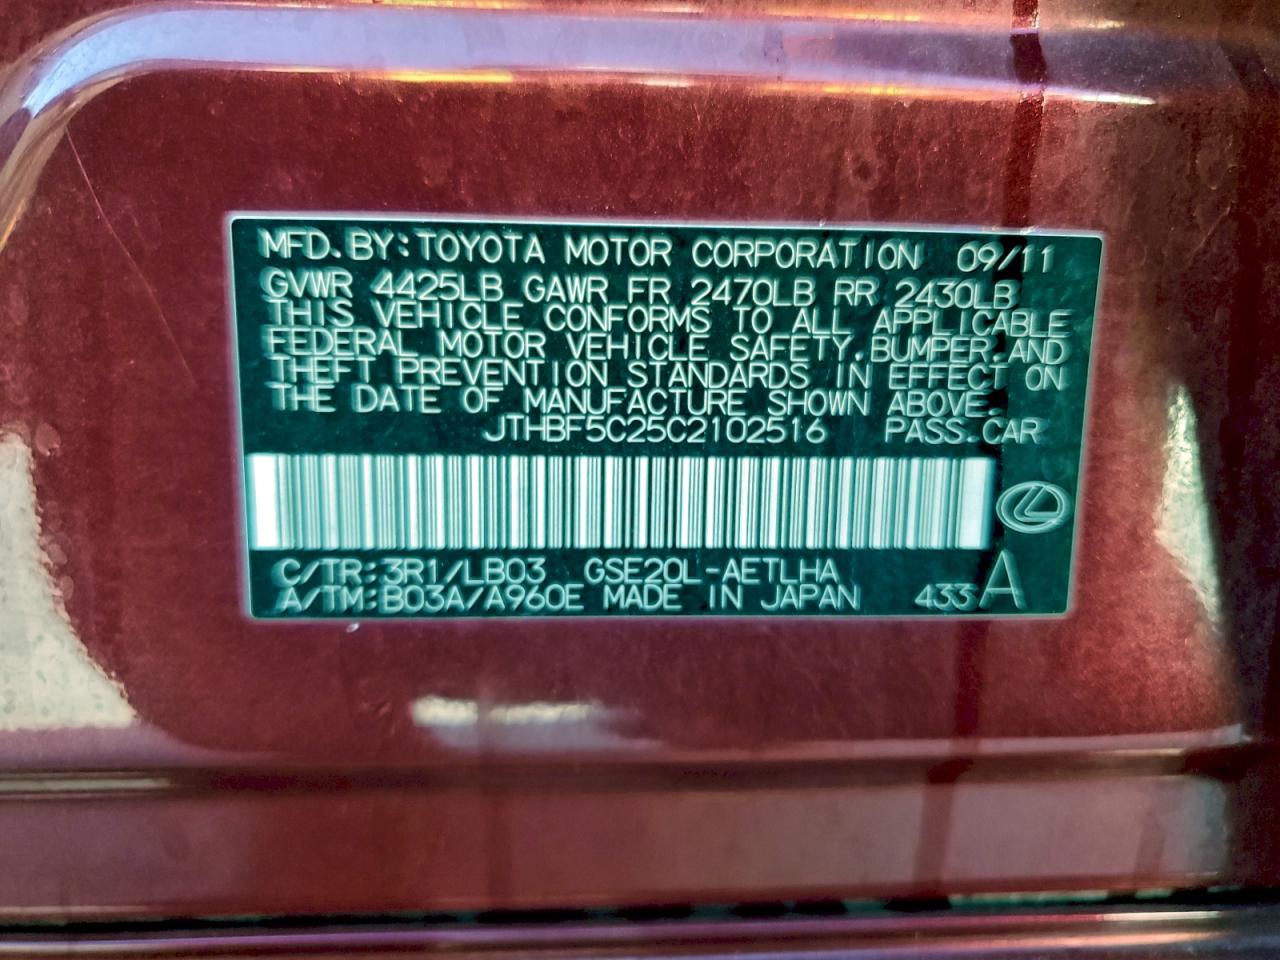 MFD.BY:TOYOTA MOTOR CORPORATION 09/11
GVWR 4425LB GAWR FR 2470LB RR 2430LB
THIS VEHICLE CONFORMS TO ALL APPLICABLE
FEDERAL MOTOR VEHICLE SAFETY,BUMPER,AND
THEFT PREVENTION STANDARDS IN EFFECT ON
THE DATE OF MANUFACTURE SHOWN ABOVE.
JTHBF5C25C2102516 PASS.CAR
C/TR:3R1/LB03 GSE20L-AETLHA
A/TM:B03A/A960E MADE IN JAPAN 433 A